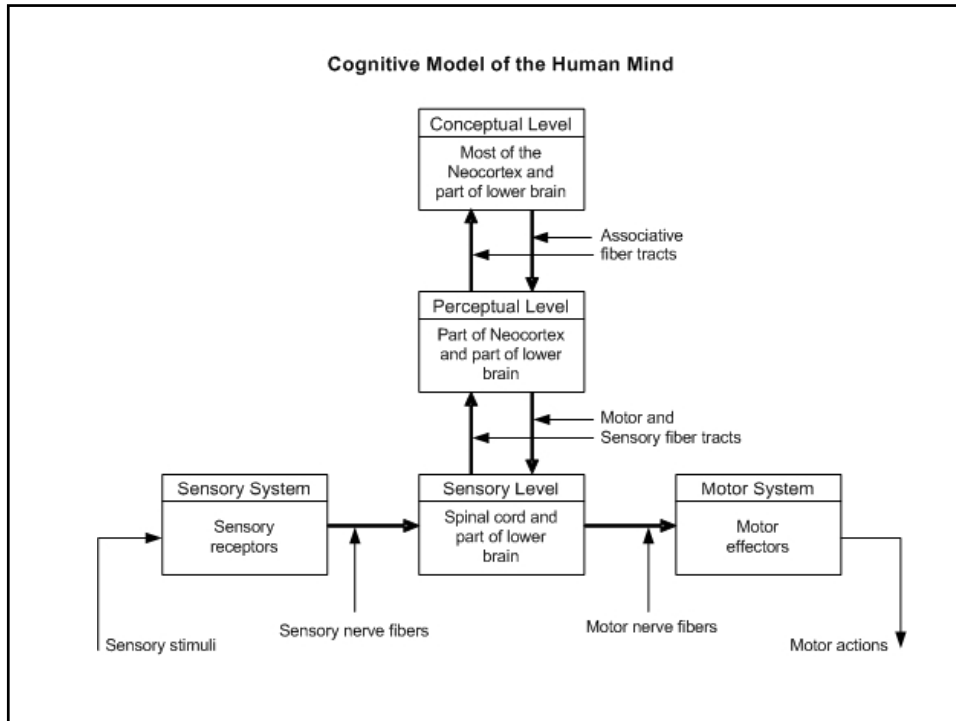 Cognitive Model of the Human Mind
Conceptual Level
Most of the
Neocortex and
part of lower brain
Associative
fiber tracts
Perceptual Level
Part of Neocortex
and part of lower
brain
Motor and
Sensory fiber tracts
Sensory System
Sensory
receptors
Sensory Level
Spinal cord and
part of lower
brain
Motor System
Motor
effectors
Sensory stimuli
Sensory nerve fibers
Motor nerve fibers
Motor actions